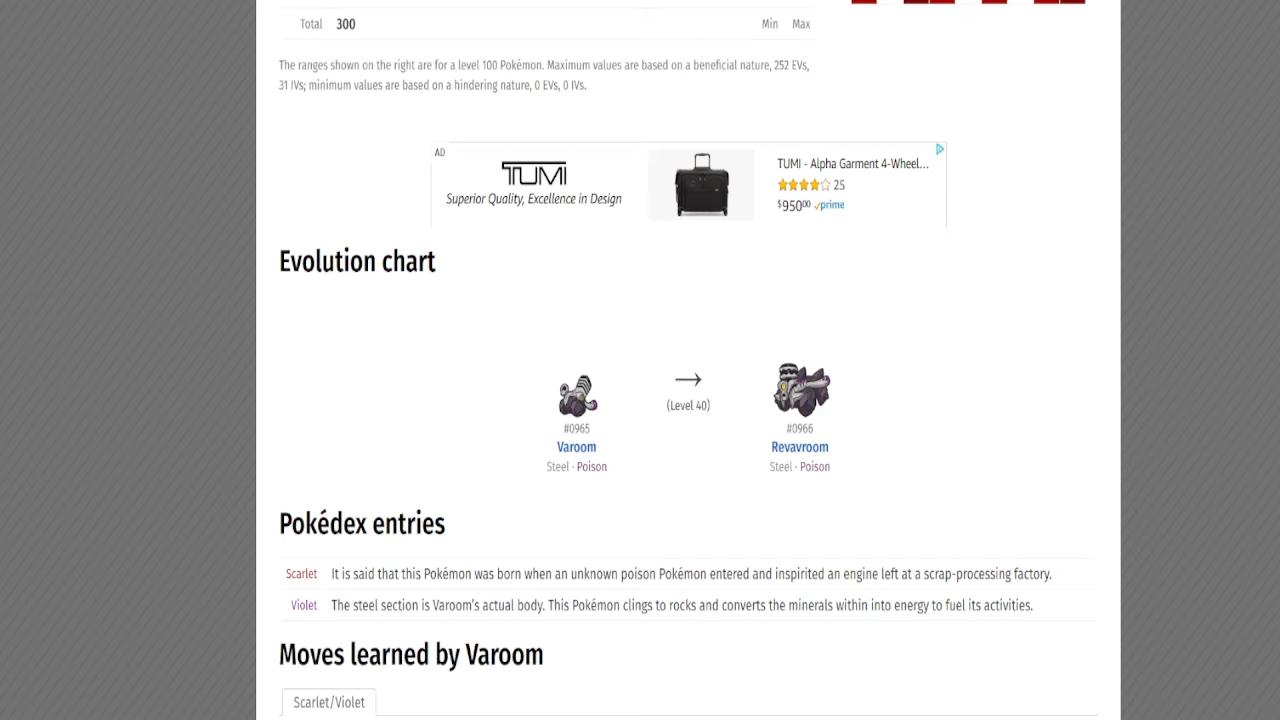 Total 300 Min Max
The ranges shown on the right are for a level 100 Pokémon. Maximum values are based on a beneficial nature, 252 EVs,
31 IVs; minimum values are based on a hindering nature, 0 EVs, 0 IVs.
AD
TUMI
Superior Quality, Excellence in Design
TUMI - Alpha Garment 4-Wheel...
25
$95000 prime
Evolution chart
→
(Level 40)
#0965
Varoom
Steel · Poison
#0966
Revavroom
Steel · Poison
Pokédex entries
Scarlet It is said that this Pokémon was born when an unknown poison Pokémon entered and inspirited an engine left at a scrap-processing factory.
Violet The steel section is Varoom's actual body. This Pokémon clings to rocks and converts the minerals within into energy to fuel its activities.
Moves learned by Varoom
Scarlet/Violet